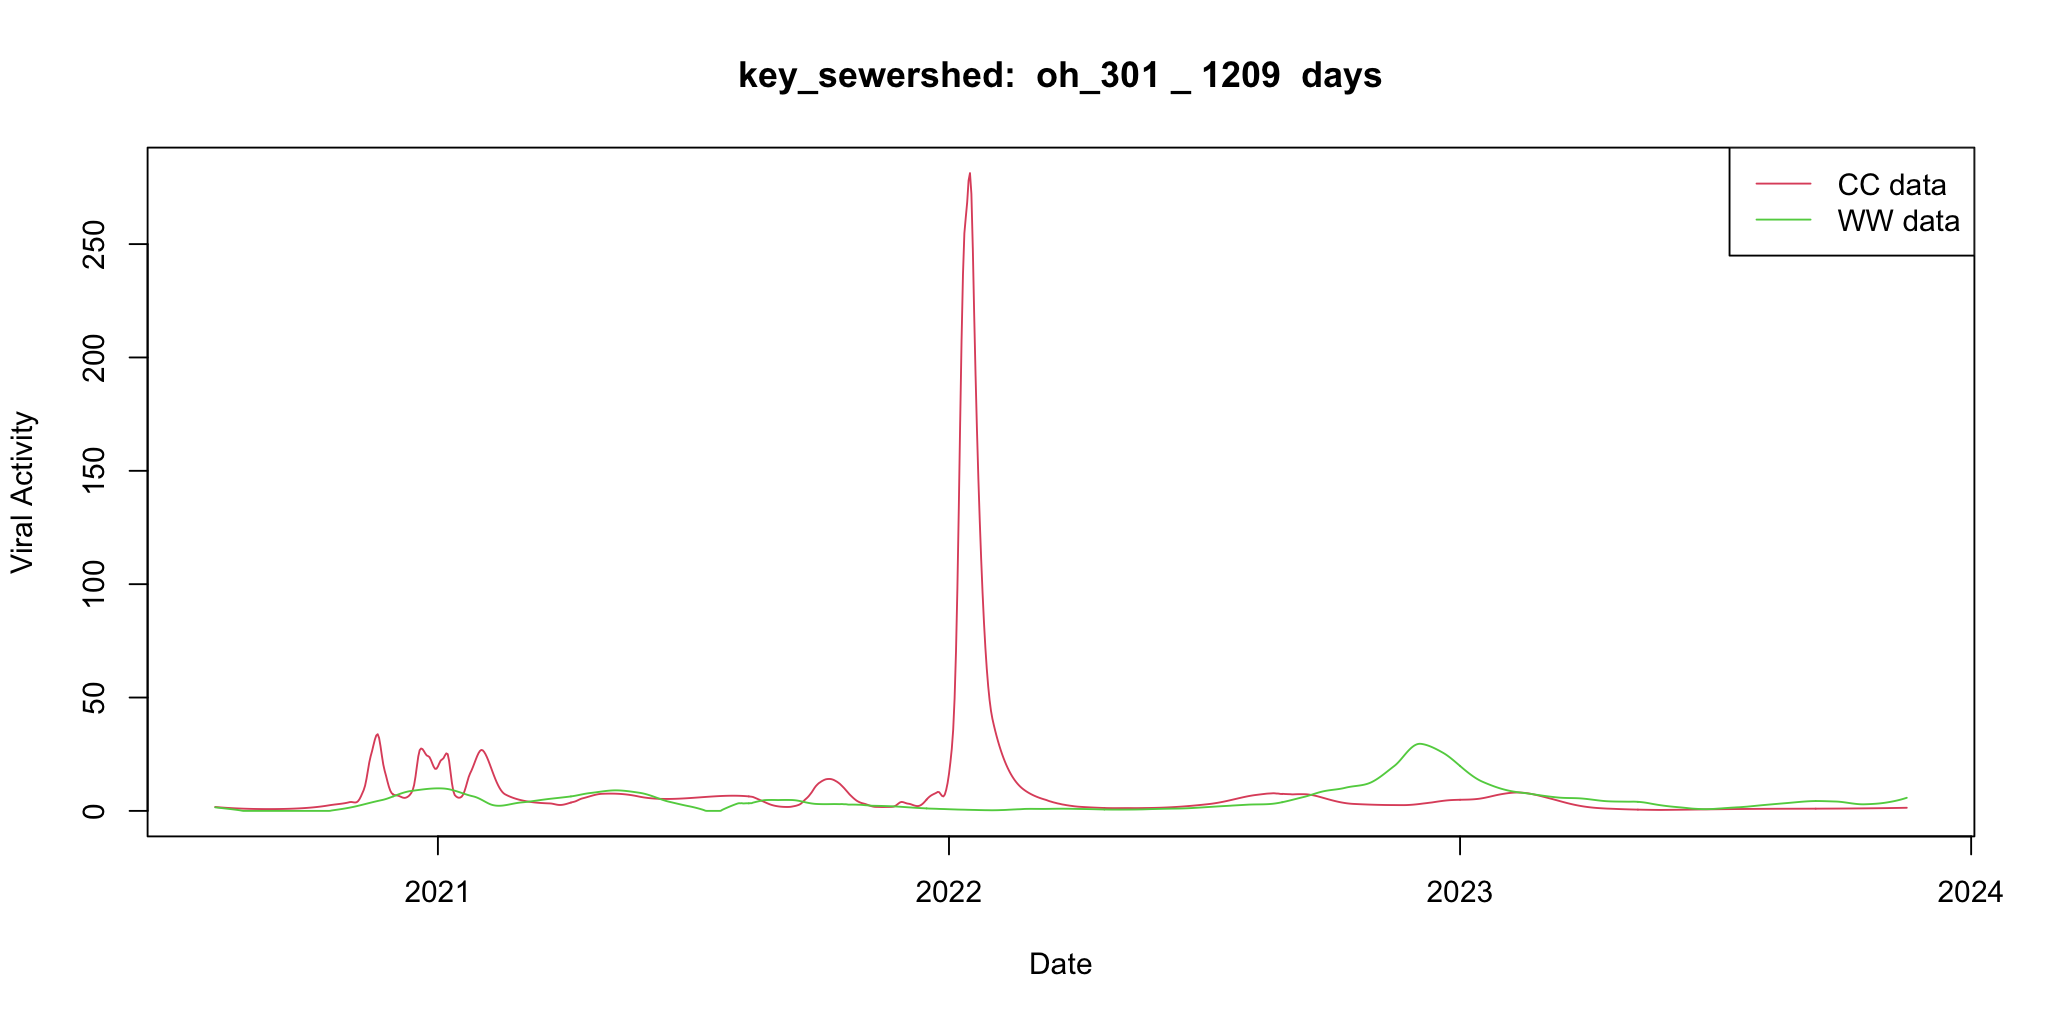 key_sewershed:  oh_301 _ 1209  days
CC data
WW data
Viral Activity
250
200
150
100
50
0
2021
2022
2023
2024
Date